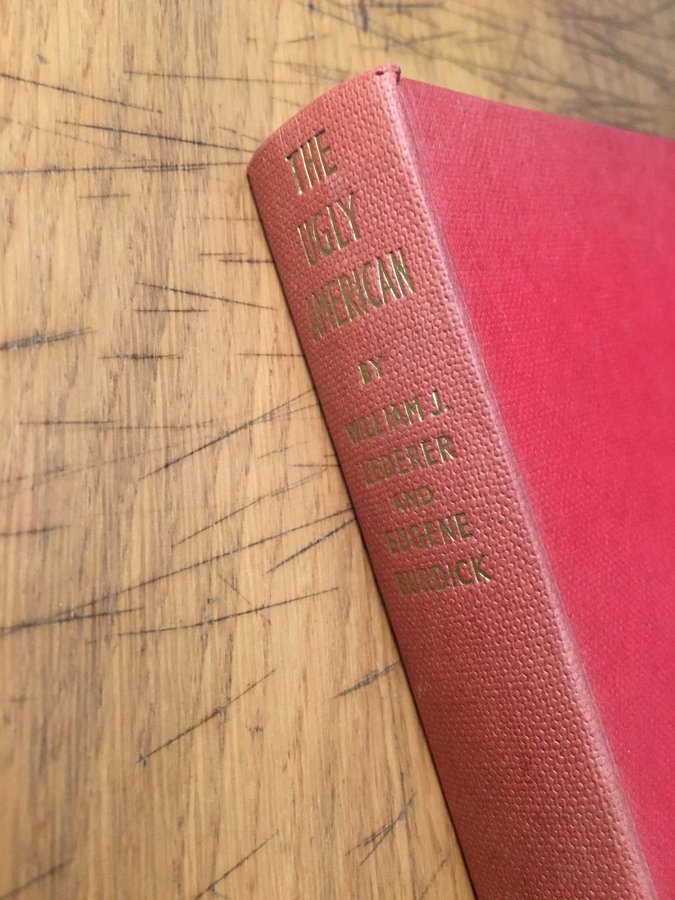 THE
UGLY
AMERICAN
BY
WILLIAM J.
LEDERER
AND
EUGENE
BURDICK